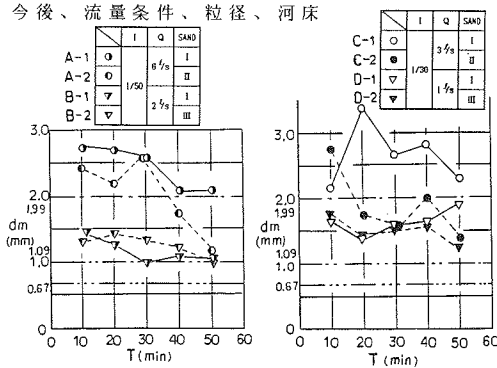 今後、流量条件、粒径、河床
I Q SAND
A-1 1/50 6 ℓ/s I
A-2 II
B-1 2 ℓ/s I
B-2 III
3.0
2.0
1.99
dm
(mm)
1.09
1.0
0.67
0
0 10 20 30 40 50 60
T (min)
I Q SAND
C-1 1/30 3 ℓ/s I
C-2 II
D-1 1 ℓ/s I
D-2 III
3.0
2.0
1.99
dm
(mm)
1.09
1.0
0.67
0
0 10 20 30 40 50 60
T (min)